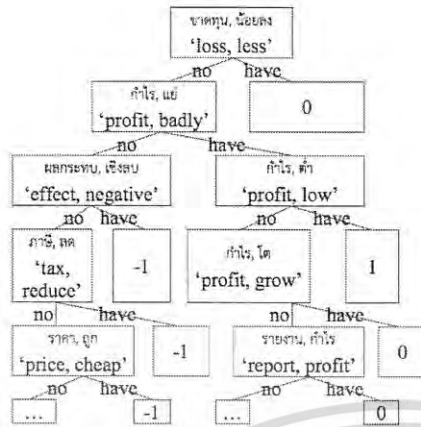 ขาดทุน, น้อยลง
‘loss, less’
no have
กำไร, แย่
‘profit, badly’
0
no have
ผลกระทบ, เชิงลบ
‘effect, negative’
กำไร, ต่ำ
‘profit, low’
no have no have
ภาษี, ลด
‘tax,
reduce’
-1
กำไร, โต
‘profit, grow’
1
no have no have
ราคา, ถูก
‘price, cheap’
-1
รายงาน, กำไร
‘report, profit’
0
no have no have
...
-1
...
0